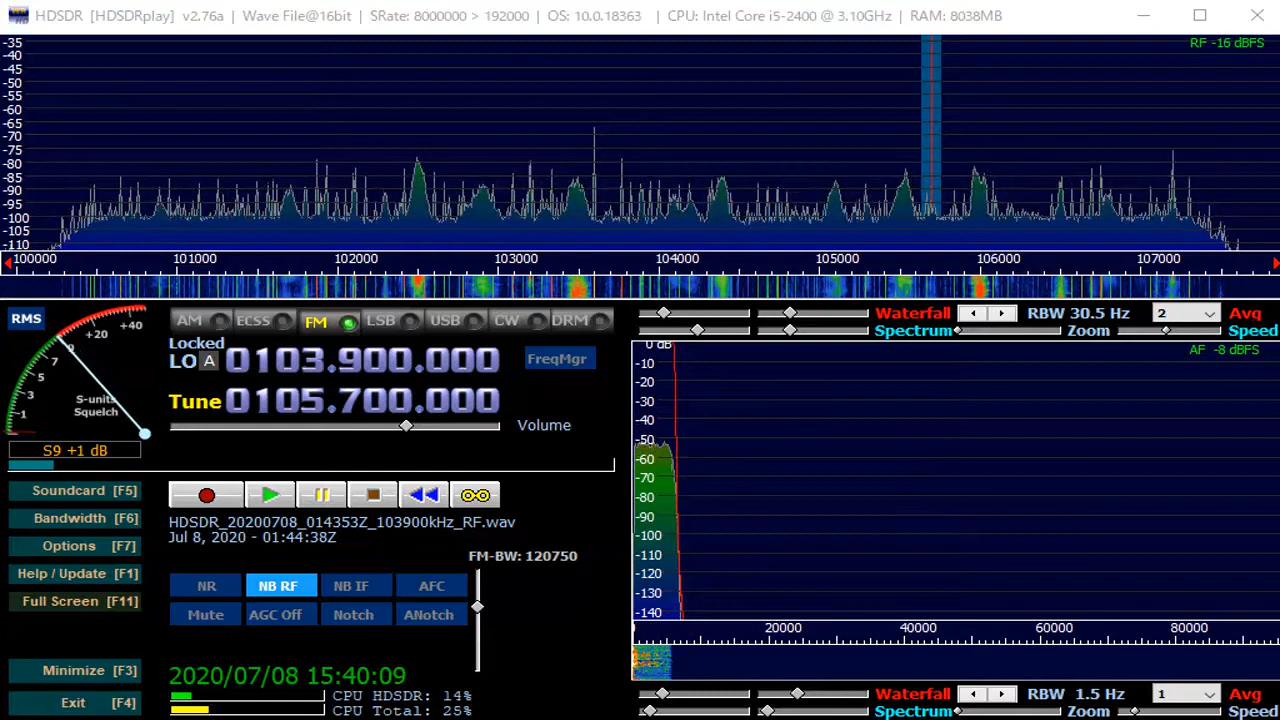 HDSDR [HDSDRplay] v2.76a | Wave File@16bit | SRate: 8000000 > 192000 | OS: 10.0.18363 | CPU: Intel Core i5-2400 @ 3.10GHz | RAM: 8038MB
RF -16 dBFS
-35
-40
-45
-50
-55
-60
-65
-70
-75
-80
-85
-90
-95
-100
-105
-110
100000 101000 102000 103000 104000 105000 106000 107000
RMS
1 3 5 7 9 +20 +40
S-units
Squelch
S9 +1 dB
AM ECSS FM LSB USB CW DRM
Locked
LO A 0103.900.000
FreqMgr
Tune 0105.700.000
Volume
Waterfall RBW 30.5 Hz 2 Avg
Spectrum Zoom Speed
AF -8 dBFS
0 dB
-10
-20
-30
-40
-50
-60
-70
-80
-90
-100
-110
-120
-130
-140
0 20000 40000 60000 80000
Soundcard [F5]
Bandwidth [F6]
Options [F7]
Help / Update [F1]
Full Screen [F11]
Minimize [F3]
Exit [F4]
HDSDR_20200708_014353Z_103900kHz_RF.wav
Jul 8, 2020 - 01:44:38Z
FM-BW: 120750
NR NB RF NB IF AFC
Mute AGC Off Notch ANotch
2020/07/08 15:40:09
CPU HDSDR: 14%
CPU Total: 25%
Waterfall RBW 1.5 Hz 1 Avg
Spectrum Zoom Speed